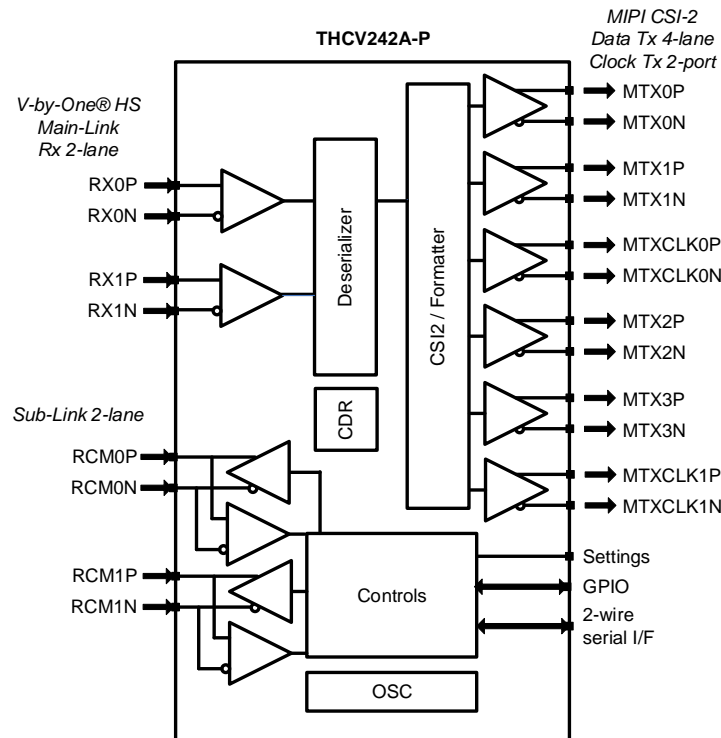 THCV242A-P
MIPI CSI-2
Data Tx 4-lane
Clock Tx 2-port
V-by-One® HS
Main-Link
Rx 2-lane
RX0P
RX0N
RX1P
RX1N
Deserializer
CDR
CSI2 / Formatter
MTX0P
MTX0N
MTX1P
MTX1N
MTXCLK0P
MTXCLK0N
MTX2P
MTX2N
MTX3P
MTX3N
MTXCLK1P
MTXCLK1N
Sub-Link 2-lane
RCM0P
RCM0N
RCM1P
RCM1N
Controls
OSC
Settings
GPIO
2-wire
serial I/F